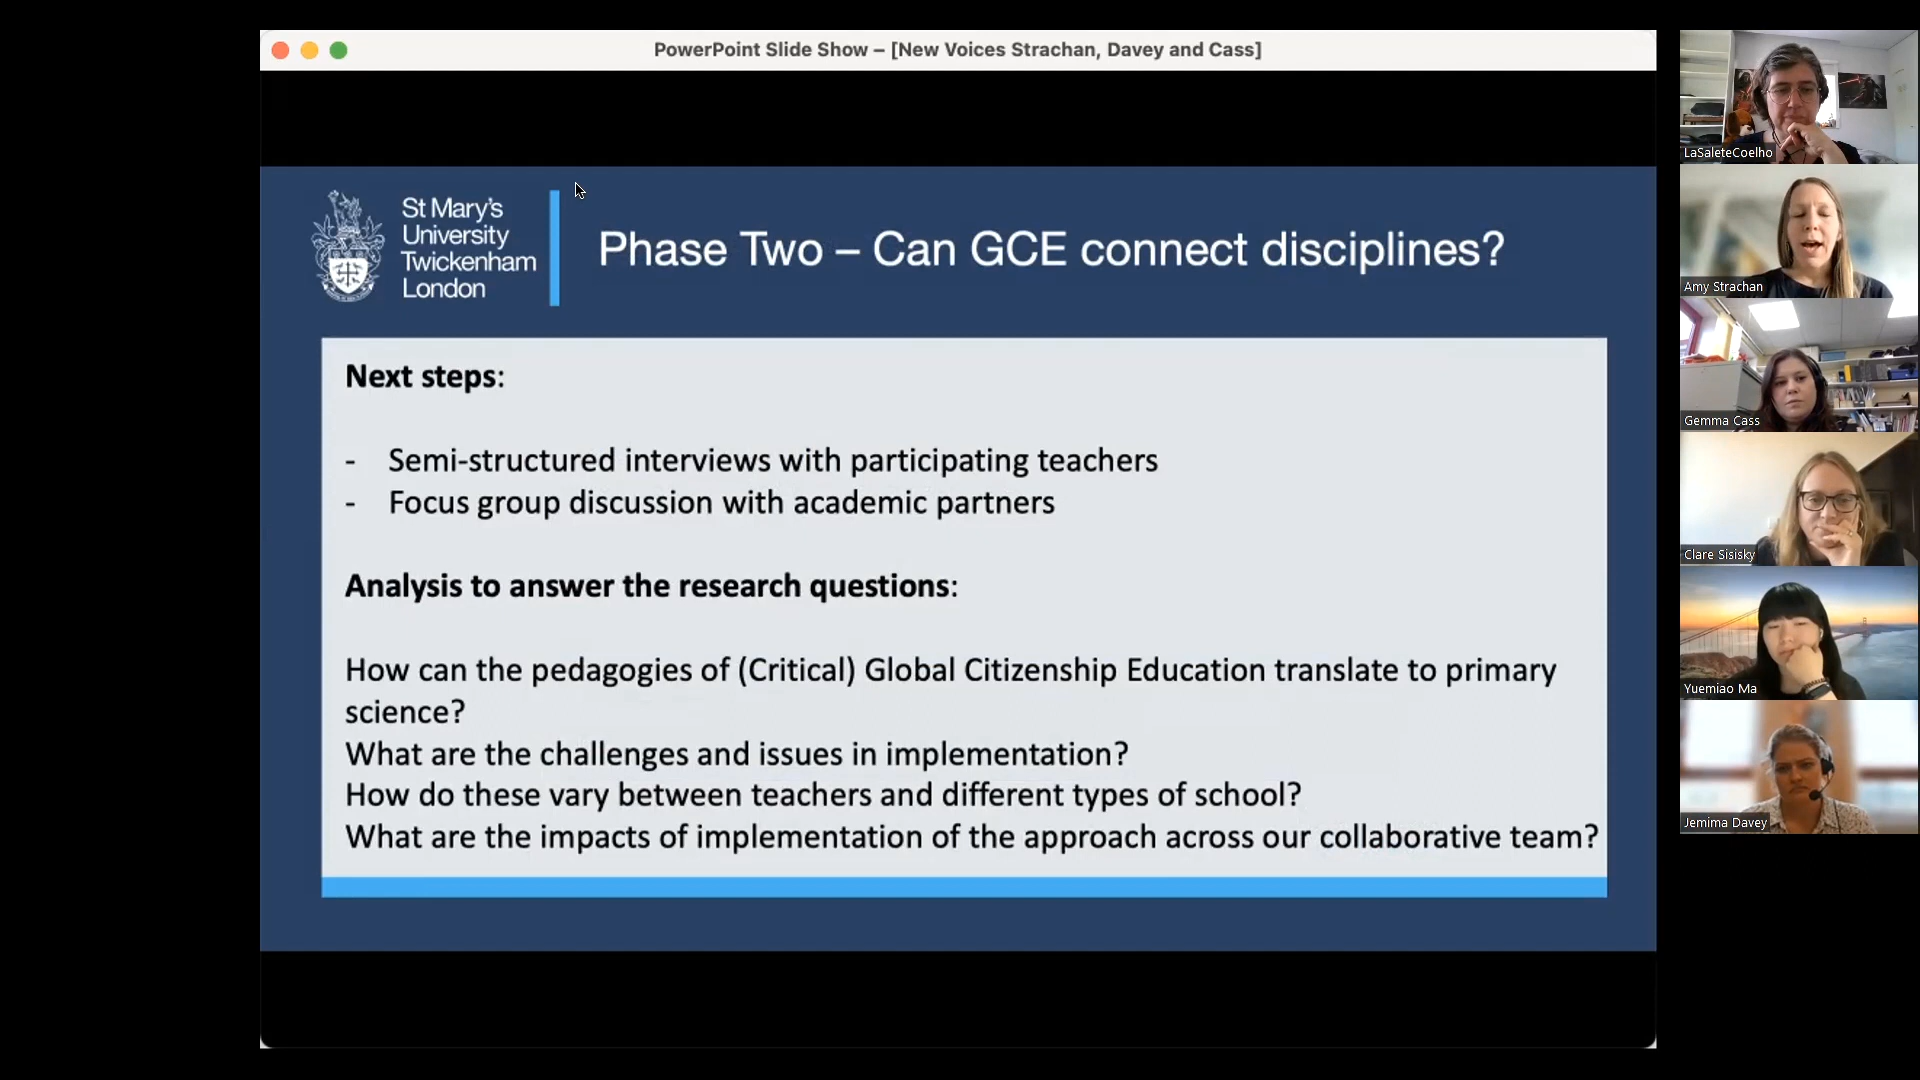 PowerPoint Slide Show – [New Voices Strachan, Davey and Cass]
St Mary's
University
Twickenham
London
Phase Two – Can GCE connect disciplines?
Next steps:
- Semi-structured interviews with participating teachers
- Focus group discussion with academic partners
Analysis to answer the research questions:
How can the pedagogies of (Critical) Global Citizenship Education translate to primary
science?
What are the challenges and issues in implementation?
How do these vary between teachers and different types of school?
What are the impacts of implementation of the approach across our collaborative team?
LaSaleteCoelho
Amy Strachan
Gemma Cass
Clare Sisisky
Yuemiao Ma
Jemima Davey